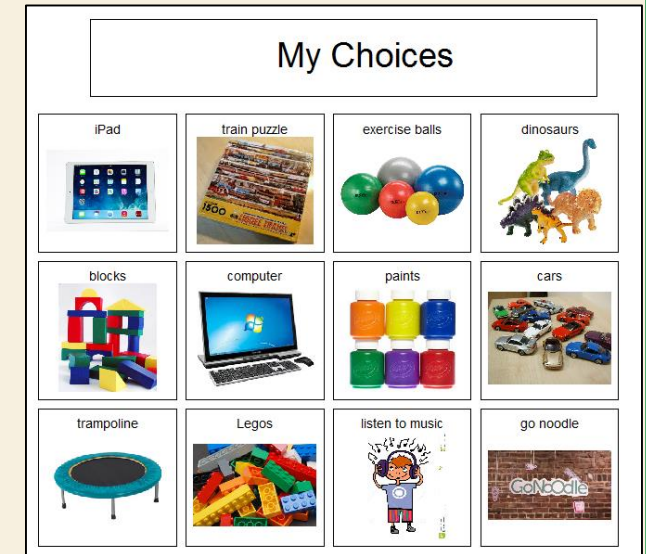 My Choices
iPad
train puzzle
exercise balls
dinosaurs
1500
blocks
computer
paints
cars
trampoline
Legos
listen to music
go noodle
GoNoodle